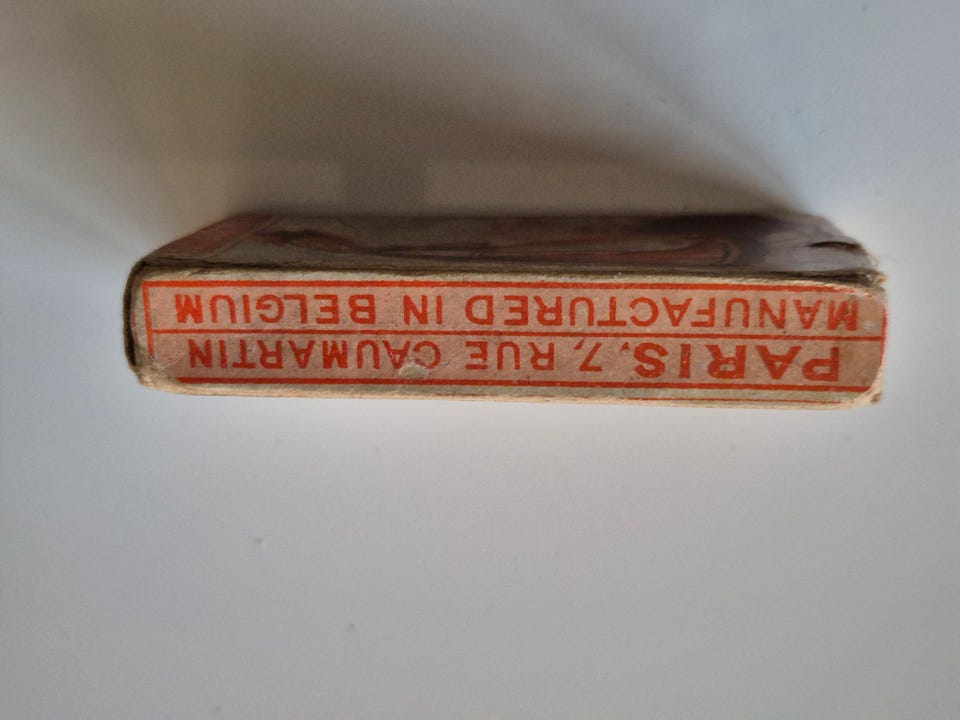 PARIS. 7, RUE CAUMARTIN
MANUFACTURED IN BELGIUM